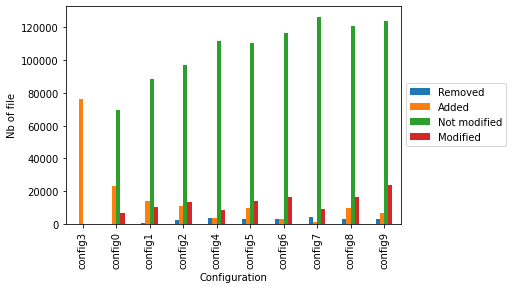 120000
100000
80000
60000
40000
20000
0
Nb of file
config3
config0
config1
config2
config4
config5
config6
config7
config8
config9
Configuration
Removed
Added
Not modified
Modified